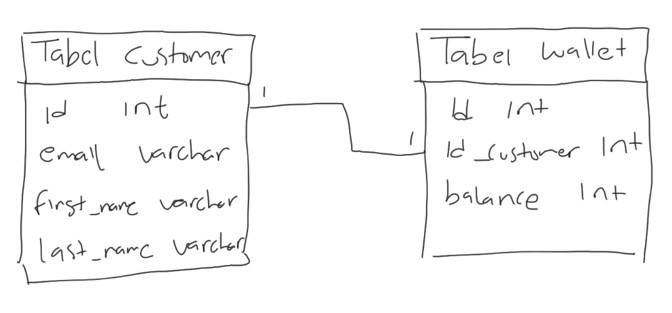 Tabel Customer
Id int
email varchar
first_name varchar
last_name varchar
1
1
Tabel Wallet
Id Int
Id_customer Int
balance Int